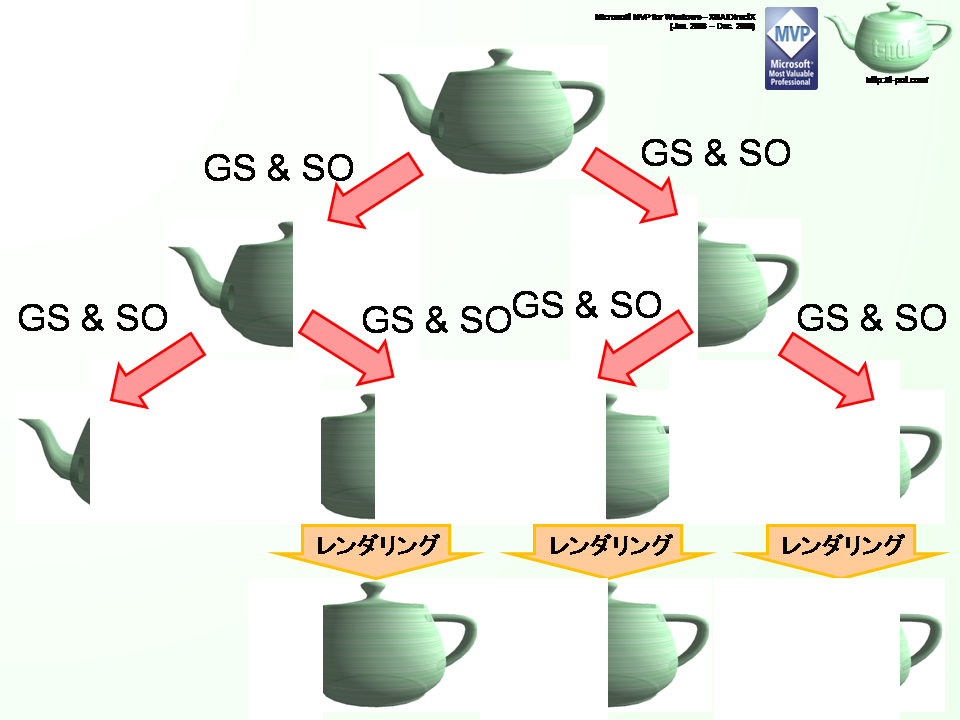 Microsoft MVP for Windows – XNA/DirectX
(Jan. 2006 – Dec. 2008)
MVP
Microsoft
Most Valuable
Professional
t-pot
http://t-pot.com/
GS & SO
GS & SO
GS & SO
GS & SO
GS & SO
GS & SO
レンダリング
レンダリング
レンダリング